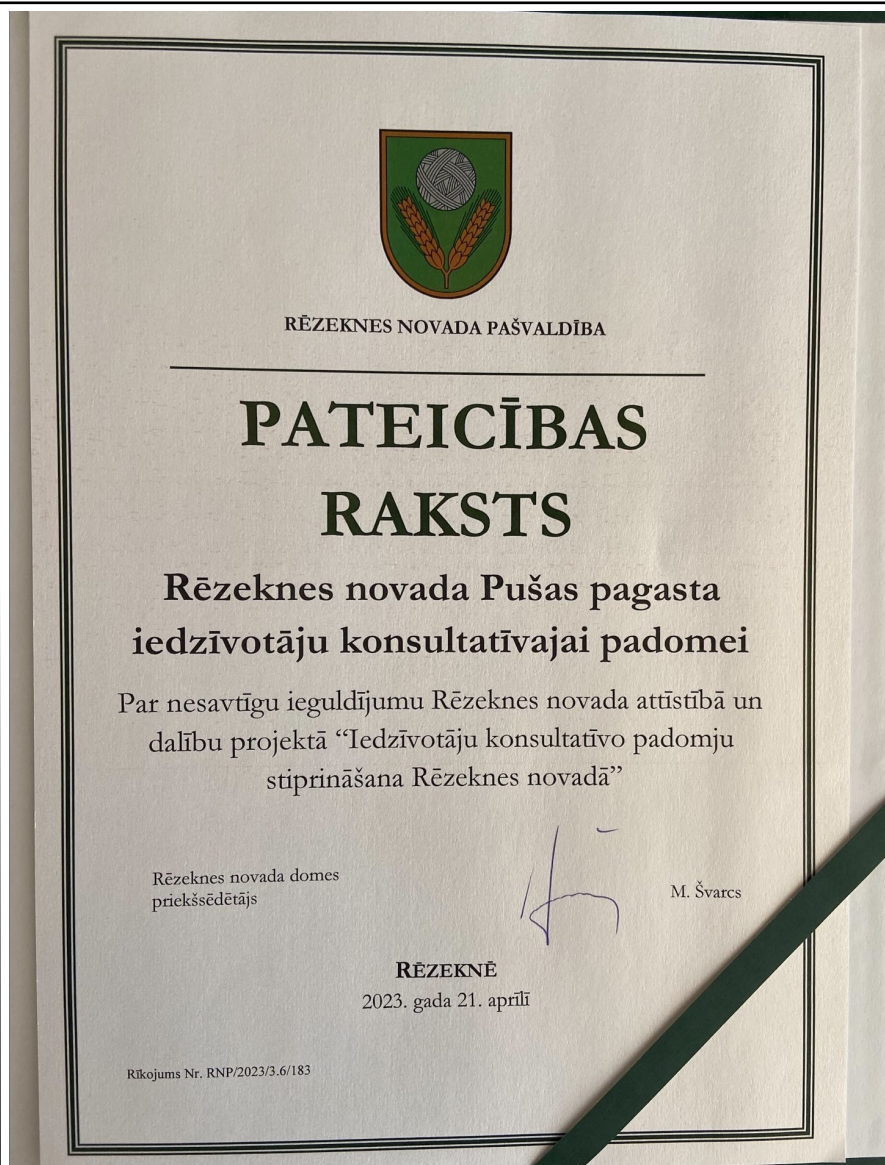 RĒZEKNES NOVADA PAŠVALDĪBA
PATEICĪBAS
RAKSTS
Rēzeknes novada Pušas pagasta
iedzīvotāju konsultatīvajai padomei
Par nesavtīgu ieguldījumu Rēzeknes novada attīstībā un
dalību projektā “Iedzīvotāju konsultatīvo padomju
stiprināšana Rēzeknes novadā”
Rēzeknes novada domes
priekšsēdētājs
M. Švarcs
RĒZEKNĒ
2023. gada 21. aprīlī
Rīkojums Nr. RNP/2023/3.6/183